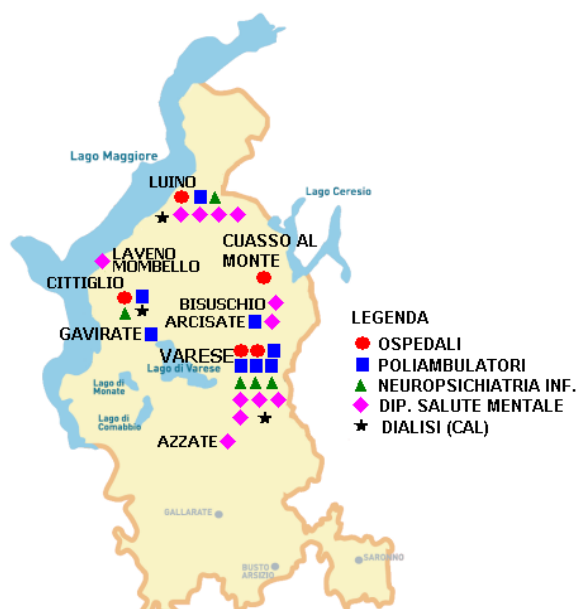 Lago Maggiore
LUINO
Lago Ceresio
CUASSO AL
MONTE
LAVENO
MOMBELLO
CITTIGLIO
BISUSCHIO
ARCISATE
GAVIRATE
VARESE
Lago di Varese
Lago di
Monate
Lago di
Comabbio
AZZATE
LEGENDA
OSPEDALI
POLIAMBULATORI
NEUROPSICHIATRIA INF.
DIP. SALUTE MENTALE
DIALISI (CAL)
GALLARATE
BUSTO
ARSIZIO
SARONNO